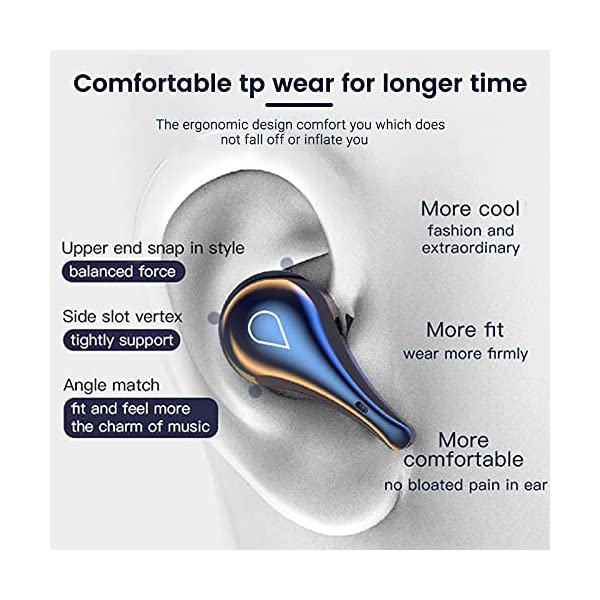 Comfortable tp wear for longer time
The ergonomic design comfort you which does
not fall off or inflate you
Upper end snap in style
balanced force
Side slot vertex
tightly support
Angle match
fit and feel more
the charm of music
More cool
fashion and
extraordinary
More fit
wear more firmly
More
comfortable
no bloated pain in ear